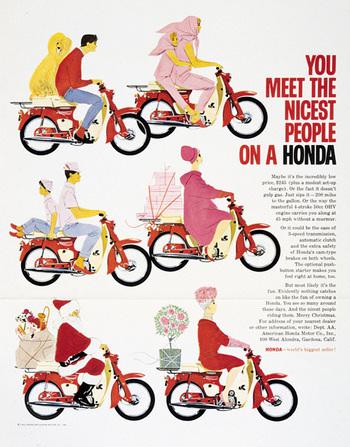 YOU
MEET THE
NICEST
PEOPLE
ON A HONDA
Maybe it's the incredibly low
price, $245 (plus a modest set-up
charge). Or the fact it doesn't
gulp gas. Just sips it—200 miles
to the gallon. Or the way the
masterful 4-stroke 50cc OHV
engine carries you along at
45 mph without a murmur.
Or it could be the ease of
3-speed transmission,
automatic clutch
and the extra safety
of Honda's cam-type
brakes on both wheels.
The optional push-
button starter makes you
feel right at home, too.
But most likely it's the
fun. Evidently nothing catches
on like the fun of owning a
Honda. You see so many around
these days. And the nicest people
riding them. Merry Christmas.
For address of your nearest dealer
or other information, write: Dept. AA,
American Honda Motor Co., Inc.,
100 West Alondra, Gardena, Calif.
HONDA—world's biggest seller!